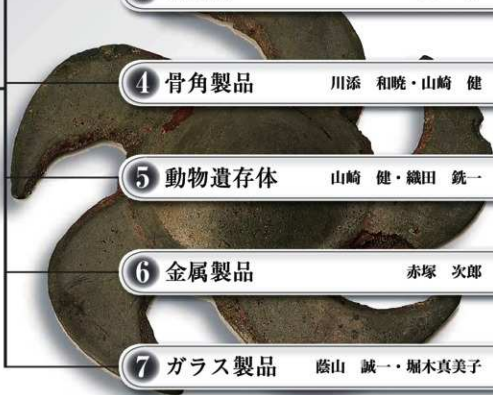 4 骨角製品 川添 和暁・山崎 健
5 動物遺存体 山崎 健・織田 銑一
6 金属製品 赤塚 次郎
7 ガラス製品 蔭山 誠一・堀木真美子